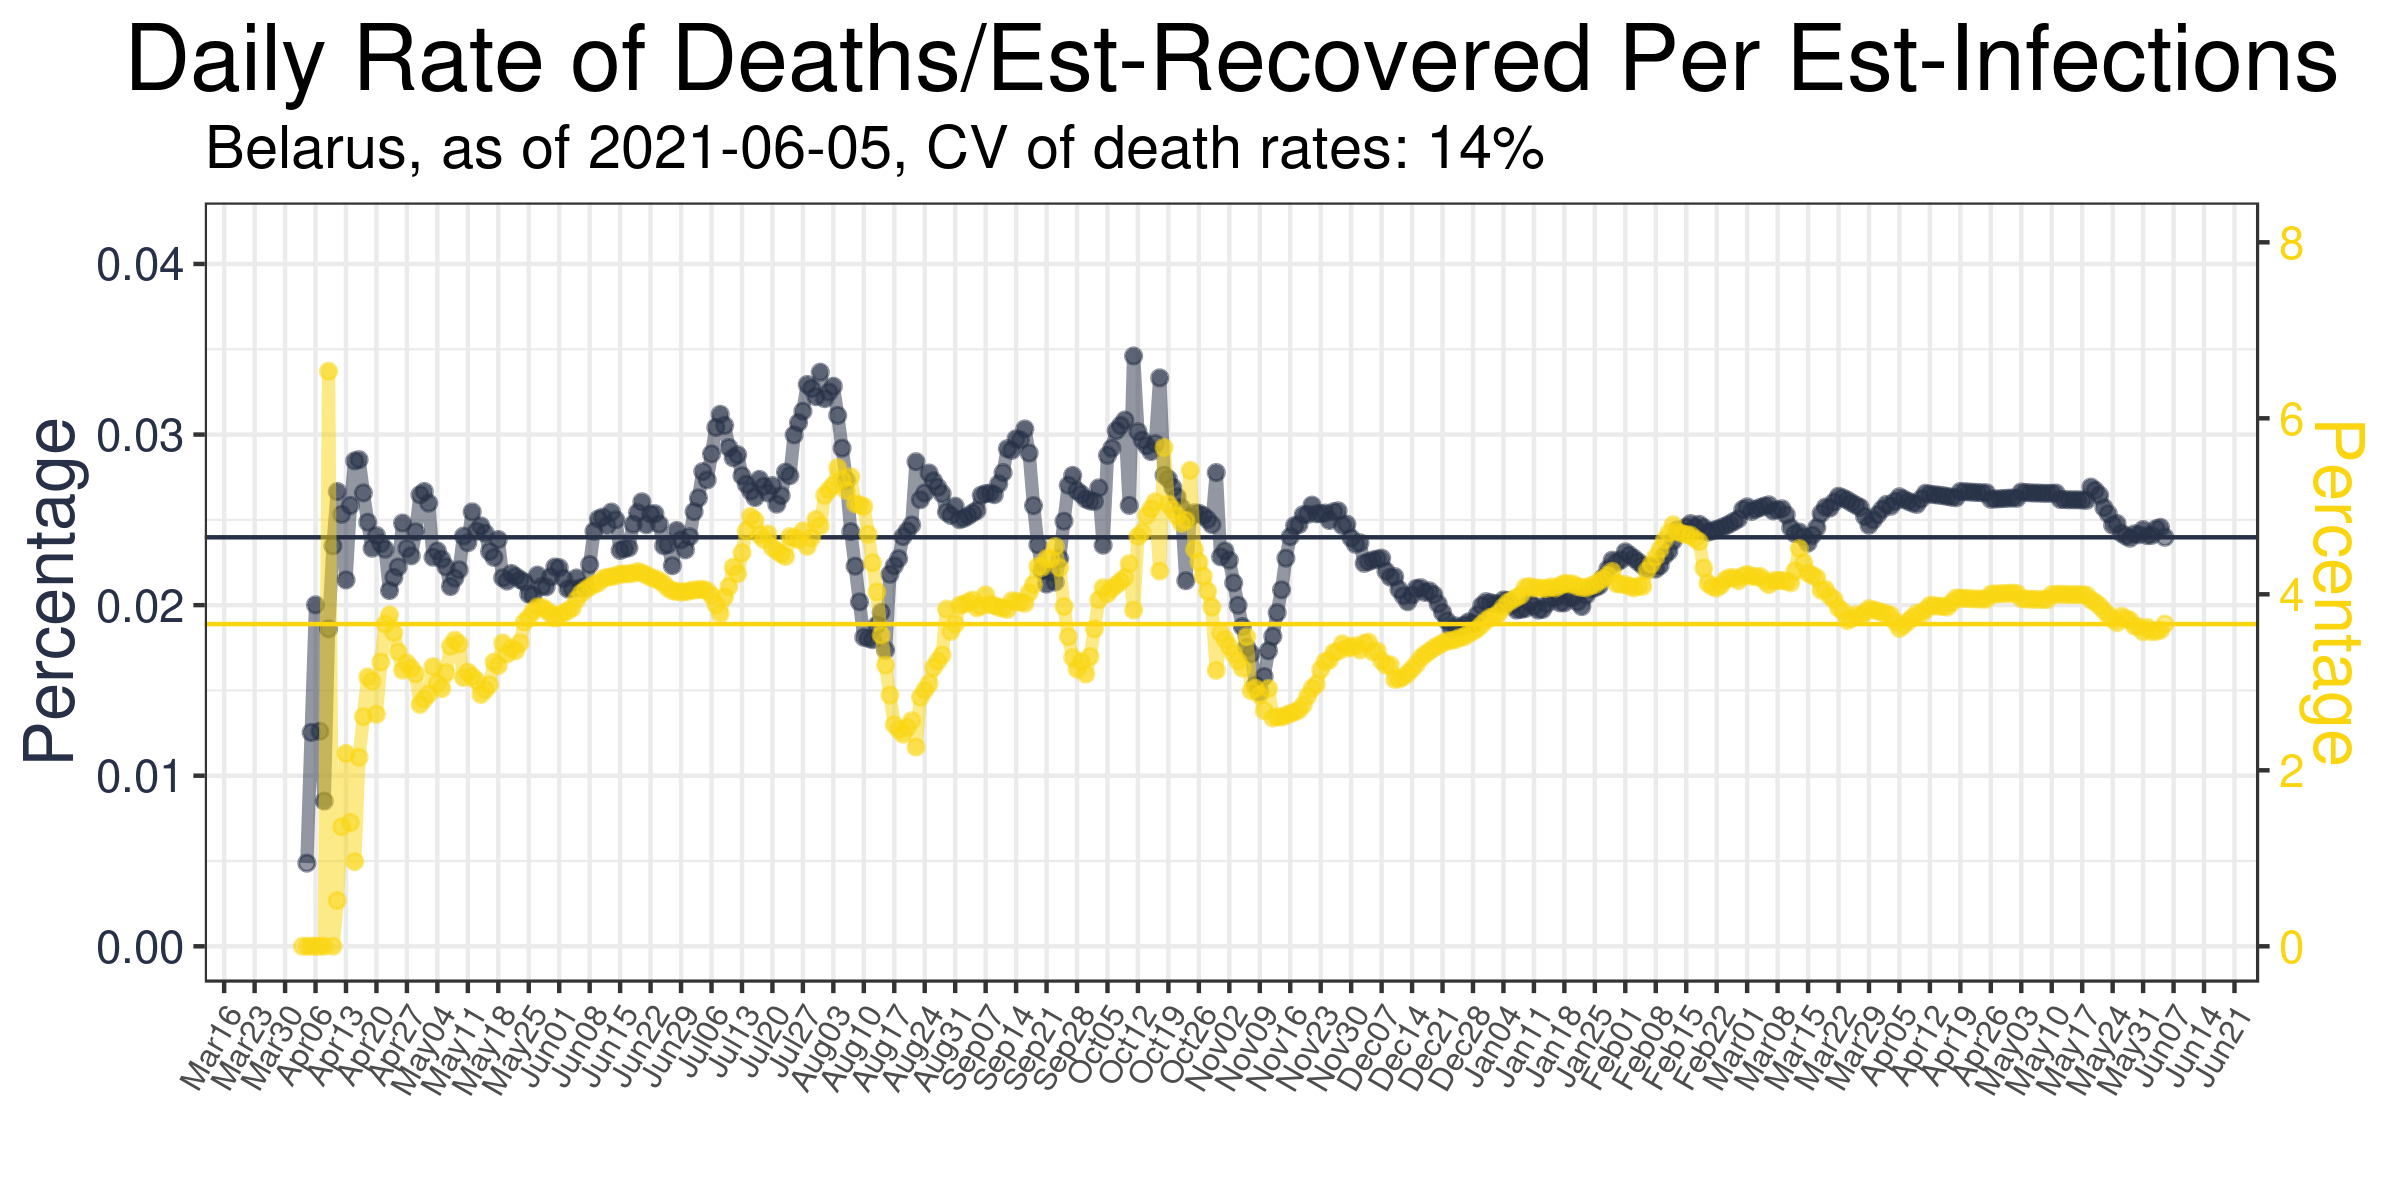 Daily Rate of Deaths/Est-Recovered Per Est-Infections
Belarus, as of 2021-06-05, CV of death rates: 14%
Percentage
0.04
0.03
0.02
0.01
0.00
8
6
4
2
0
Percentage
Mar16
Mar23
Mar30
Apr06
Apr13
Apr20
Apr27
May04
May11
May18
May25
Jun01
Jun08
Jun15
Jun22
Jun29
Jul06
Jul13
Jul20
Jul27
Aug03
Aug10
Aug17
Aug24
Aug31
Sep07
Sep14
Sep21
Sep28
Oct05
Oct12
Oct19
Oct26
Nov02
Nov09
Nov16
Nov23
Nov30
Dec07
Dec14
Dec21
Dec28
Jan04
Jan11
Jan18
Jan25
Feb01
Feb08
Feb15
Feb22
Mar01
Mar08
Mar15
Mar22
Mar29
Apr05
Apr12
Apr19
Apr26
May03
May10
May17
May24
May31
Jun07
Jun14
Jun21